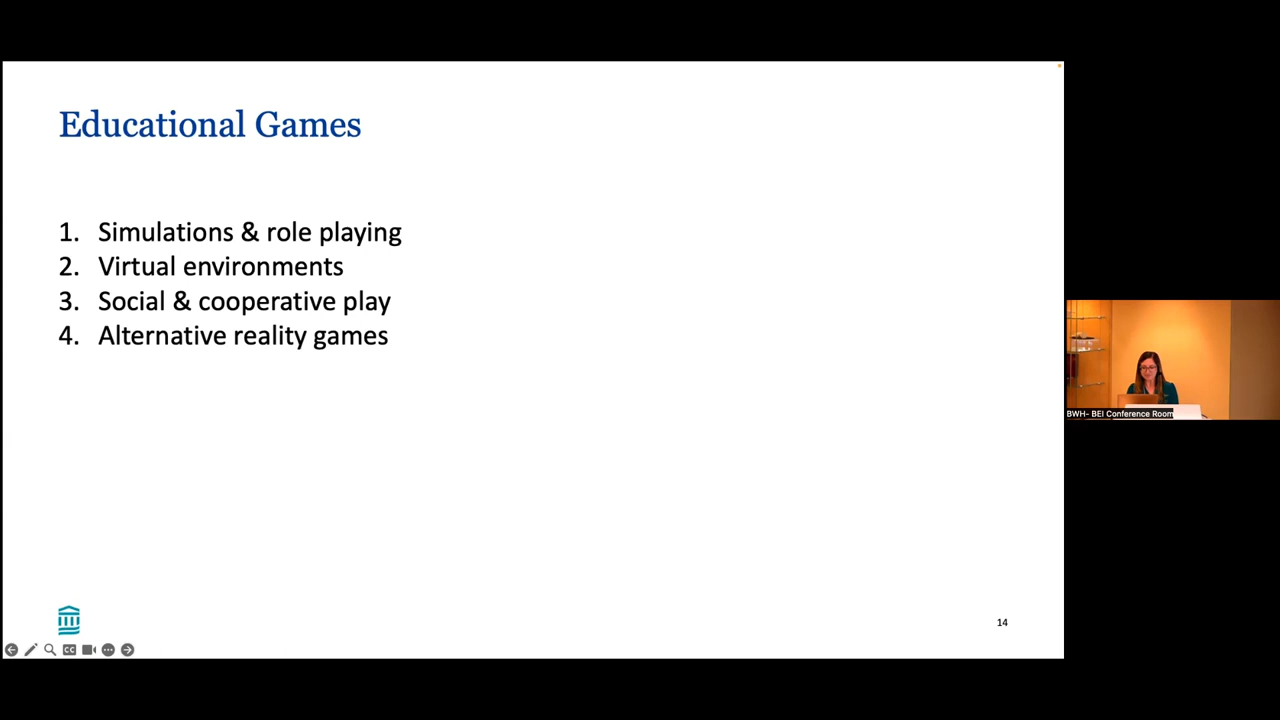 Educational Games
1. Simulations & role playing
2. Virtual environments
3. Social & cooperative play
4. Alternative reality games
BWH- BEI Conference Room
14
CC